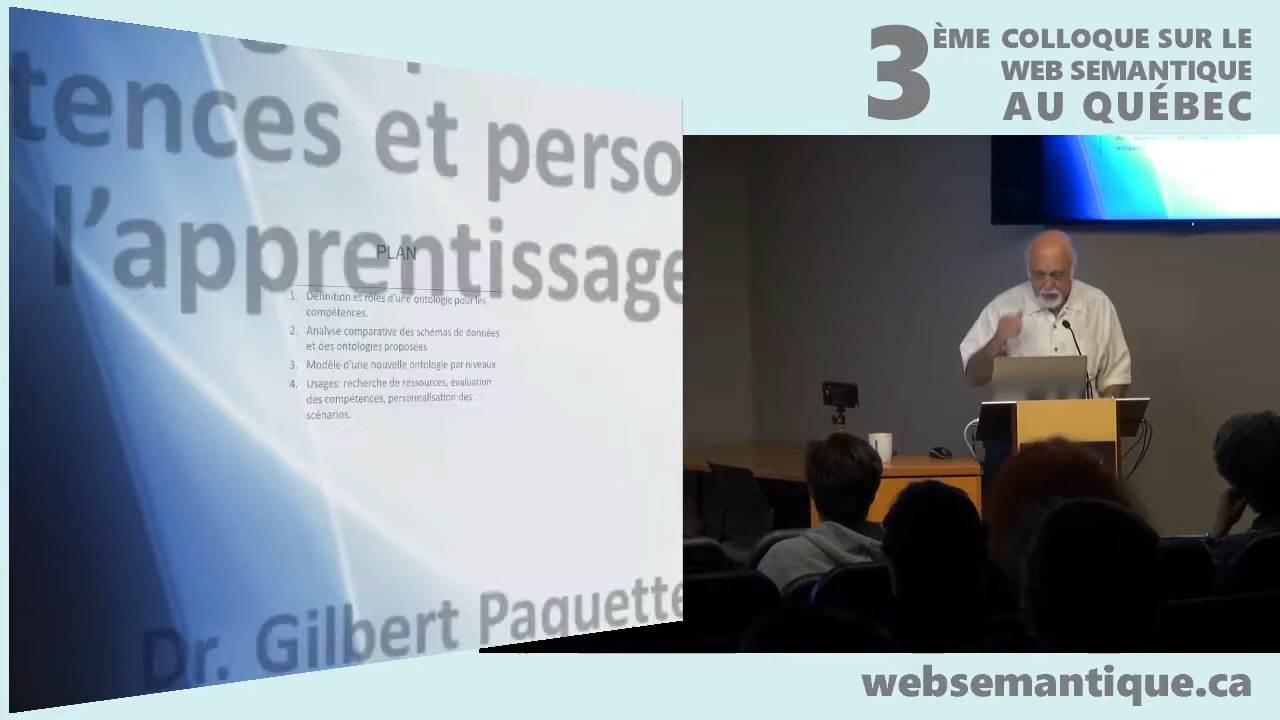 3ÈME COLLOQUE SUR LE
WEB SEMANTIQUE
AU QUÉBEC
tences et perso
l'apprentissage
PLAN
1. Définition et rôles d'une ontologie pour les
compétences.
2. Analyse comparative des schémas de données
et des ontologies proposées
3. Modèle d'une nouvelle ontologie par niveaux
4. Usages: recherche de ressources, évaluation
des compétences, personnalisation des
scénarios.
Dr. Gilbert Paquette
websemantique.ca